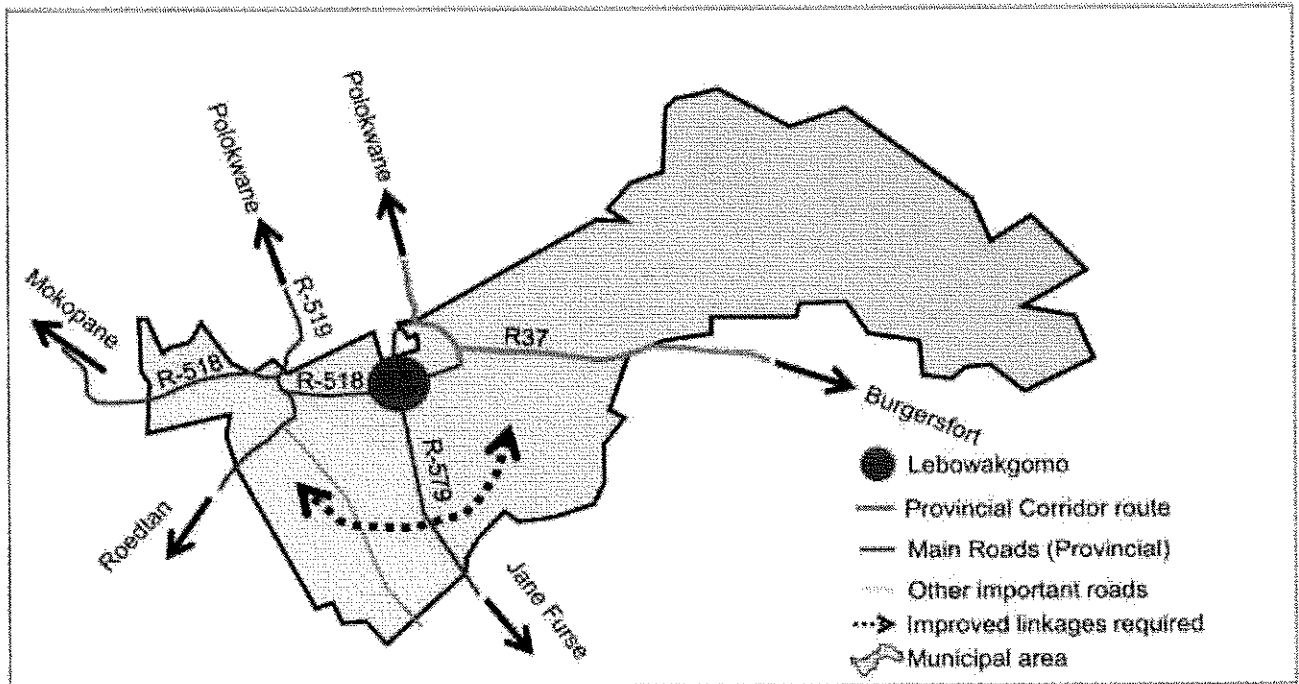 Polokwane
Polokwane
Mokopane
R-519
R37
R-518
R-518
Burgersfort
R-579
Roedtan
Jane Furse
Lebowakgomo
Provincial Corridor route
Main Roads (Provincial)
Other important roads
Improved linkages required
Municipal area